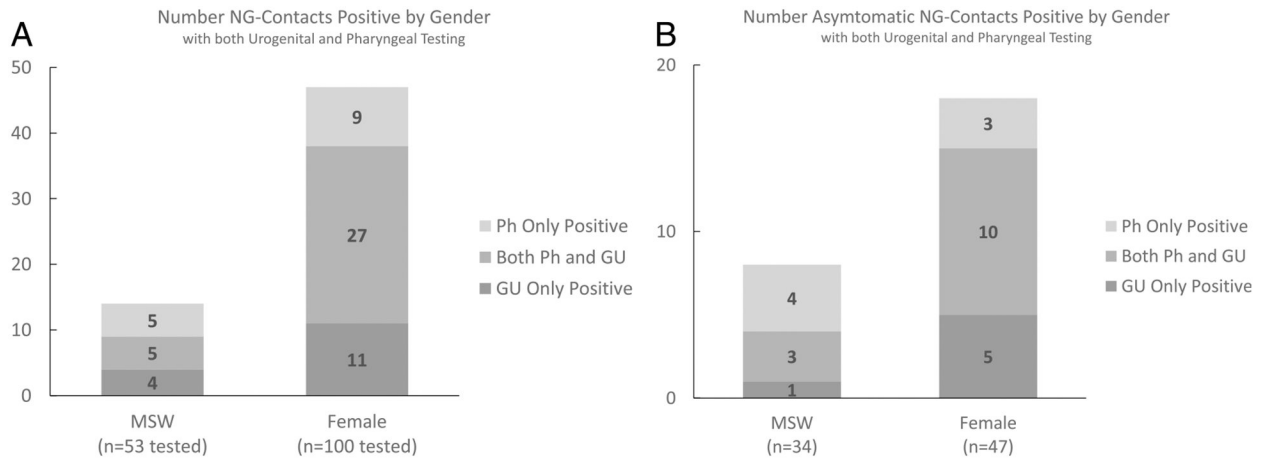 A
Number NG-Contacts Positive by Gender
with both Urogenital and Pharyngeal Testing
50
40
30
20
10
0
9
27
11
5
5
4
MSW
(n=53 tested)
Female
(n=100 tested)
Ph Only Positive
Both Ph and GU
GU Only Positive
B
Number Asymtomatic NG-Contacts Positive by Gender
with both Urogenital and Pharyngeal Testing
20
10
0
3
10
5
4
3
1
MSW
(n=34)
Female
(n=47)
Ph Only Positive
Both Ph and GU
GU Only Positive